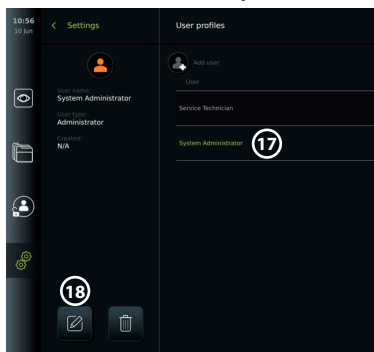 10:56
10 Jun
Settings
User profiles
Add user
User
User name:
System Administrator
User type:
Administrator
Created:
N/A
Service Technician
System Administrator
17
18